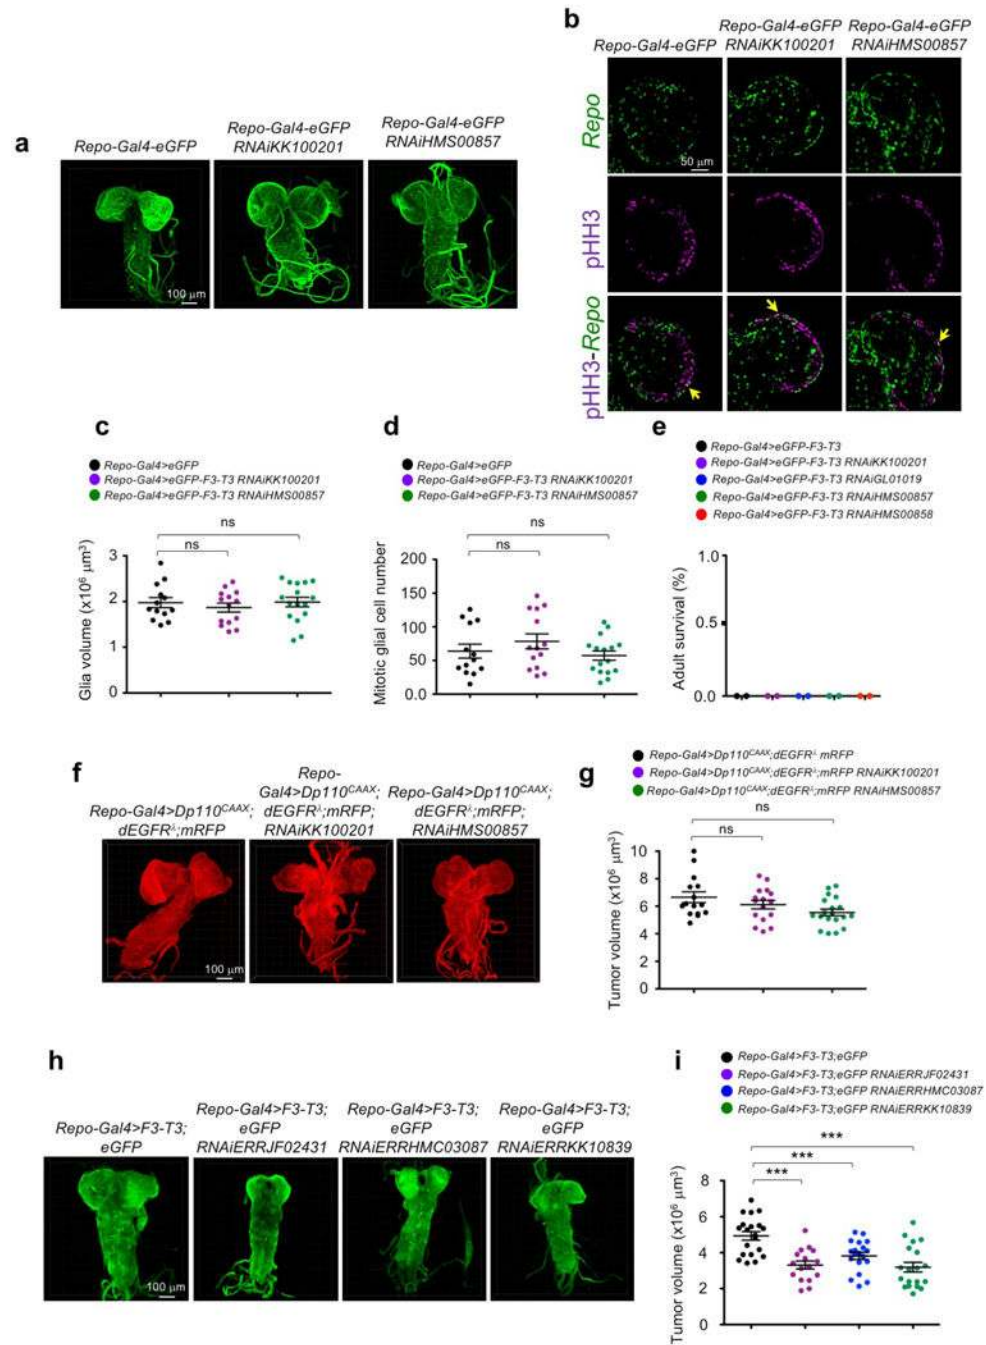 a
Repo-Gal4-eGFP
Repo-Gal4-eGFP
RNAiKK100201
Repo-Gal4-eGFP
RNAiHMS00857
100 µm
b
Repo-Gal4-eGFP
Repo-Gal4-eGFP
RNAiKK100201
Repo-Gal4-eGFP
RNAiHMS00857
Repo
50 µm
pHH3
pHH3-Repo
c
Repo-Gal4>eGFP
Repo-Gal4>eGFP-F3-T3 RNAiKK100201
Repo-Gal4>eGFP-F3-T3 RNAiHMS00857
ns
ns
Glia volume (x10⁶ µm³)
3
2
1
0
d
Repo-Gal4>eGFP
Repo-Gal4>eGFP-F3-T3 RNAiKK100201
Repo-Gal4>eGFP-F3-T3 RNAiHMS00857
ns
ns
Mitotic glial cell number
200
150
100
50
0.0
e
Repo-Gal4>eGFP-F3-T3
Repo-Gal4>eGFP-F3-T3 RNAiKK100201
Repo-Gal4>eGFP-F3-T3 RNAiGL01019
Repo-Gal4>eGFP-F3-T3 RNAiHMS00857
Repo-Gal4>eGFP-F3-T3 RNAiHMS00858
Adult survival (%)
1.0
0.5
0.0
f
Repo-Gal4>Dp110ᶜᴬᴬˣ;
dEGFRλ;mRFP
Repo-
Gal4>Dp110ᶜᴬᴬˣ;
dEGFRλ;mRFP;
RNAiKK100201
Repo-Gal4>Dp110ᶜᴬᴬˣ;
dEGFRλ;mRFP;
RNAiHMS00857
100 µm
g
Repo-Gal4>Dp110ᶜᴬᴬˣ;dEGFRλ mRFP
Repo-Gal4>Dp110ᶜᴬᴬˣ;dEGFRλ;mRFP RNAiKK100201
Repo-Gal4>Dp110ᶜᴬᴬˣ;dEGFRλ;mRFP RNAiHMS00857
ns
ns
Tumor volume (x10⁶ µm³)
10
8
6
4
2
0
h
Repo-Gal4>F3-T3;
eGFP
Repo-Gal4>F3-T3;
eGFP
RNAiERRJF02431
Repo-Gal4>F3-T3;
eGFP
RNAiERRHMC03087
Repo-Gal4>F3-T3;
eGFP
RNAiERRKK10839
100 µm
i
Repo-Gal4>F3-T3;eGFP
Repo-Gal4>F3-T3;eGFP RNAiERRJF02431
Repo-Gal4>F3-T3;eGFP RNAiERRHMC03087
Repo-Gal4>F3-T3;eGFP RNAiERRKK10839
***
***
***
Tumor volume (x10⁶ µm³)
8
6
4
2
0